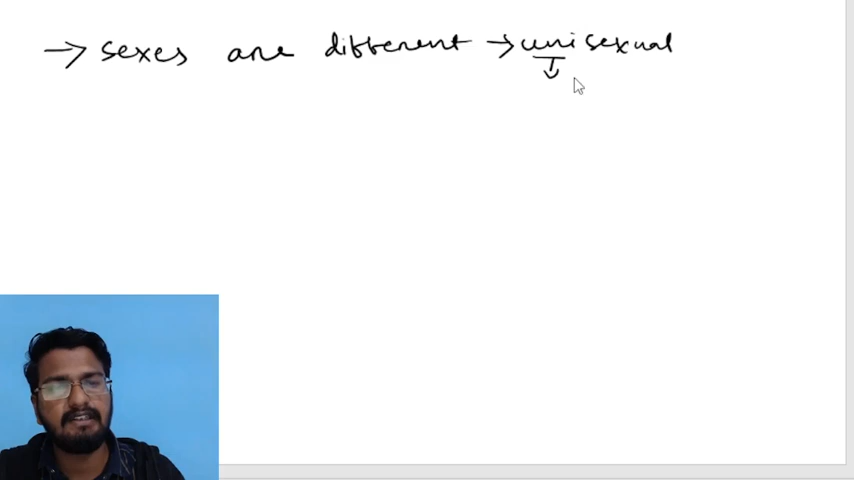 → sexes are different → unisexual